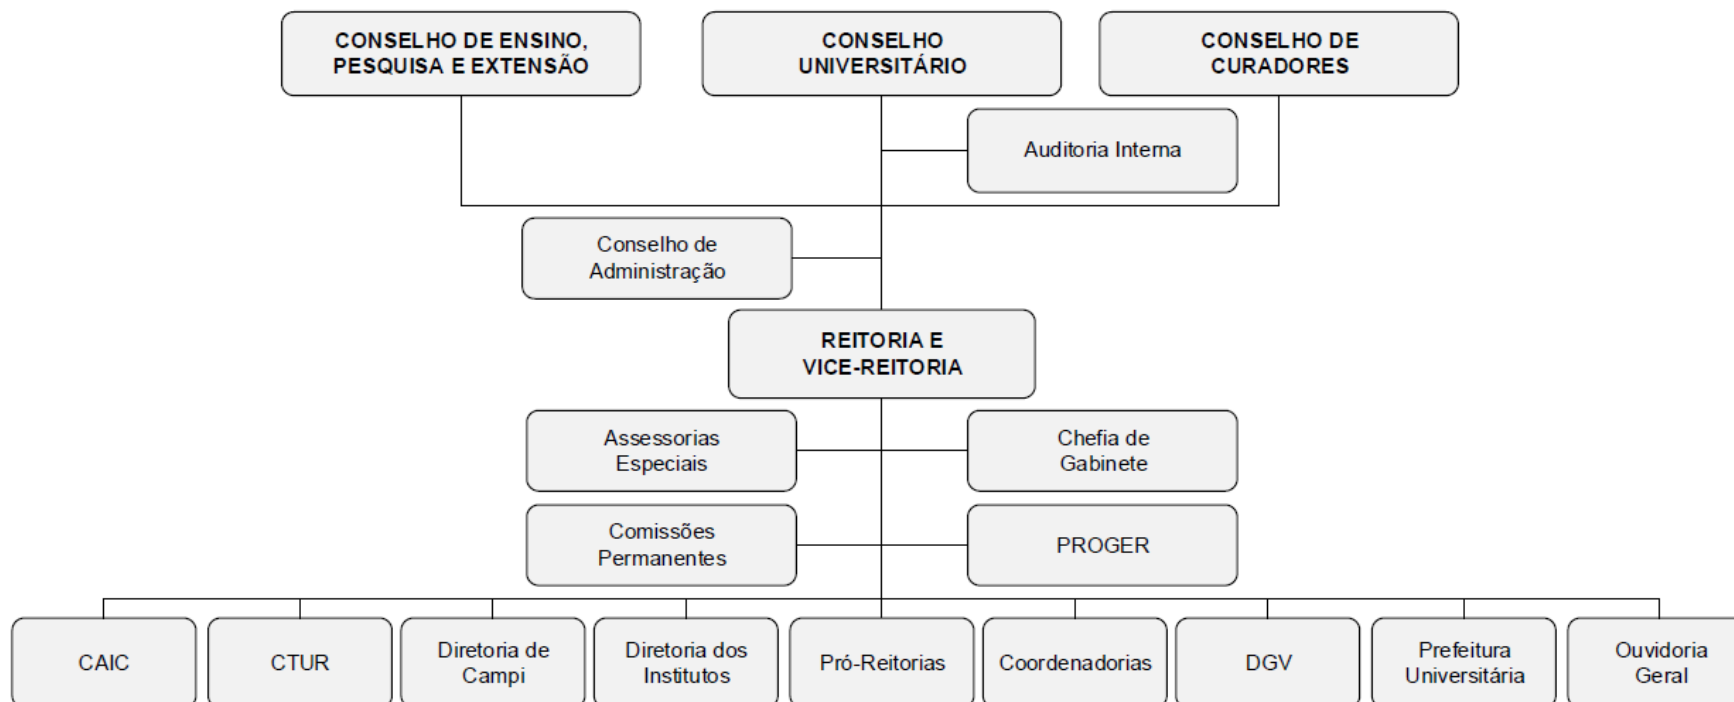 CONSELHO DE ENSINO,
PESQUISA E EXTENSÃO
CONSELHO
UNIVERSITÁRIO
CONSELHO DE
CURADORES
Auditoria Interna
Conselho de
Administração
REITORIA E
VICE-REITORIA
Assessorias
Especiais
Chefia de
Gabinete
Comissões
Permanentes
PROGER
CAIC
CTUR
Diretoria de
Campi
Diretoria dos
Institutos
Pró-Reitorias
Coordenadorias
DGV
Prefeitura
Universitária
Ouvidoria
Geral